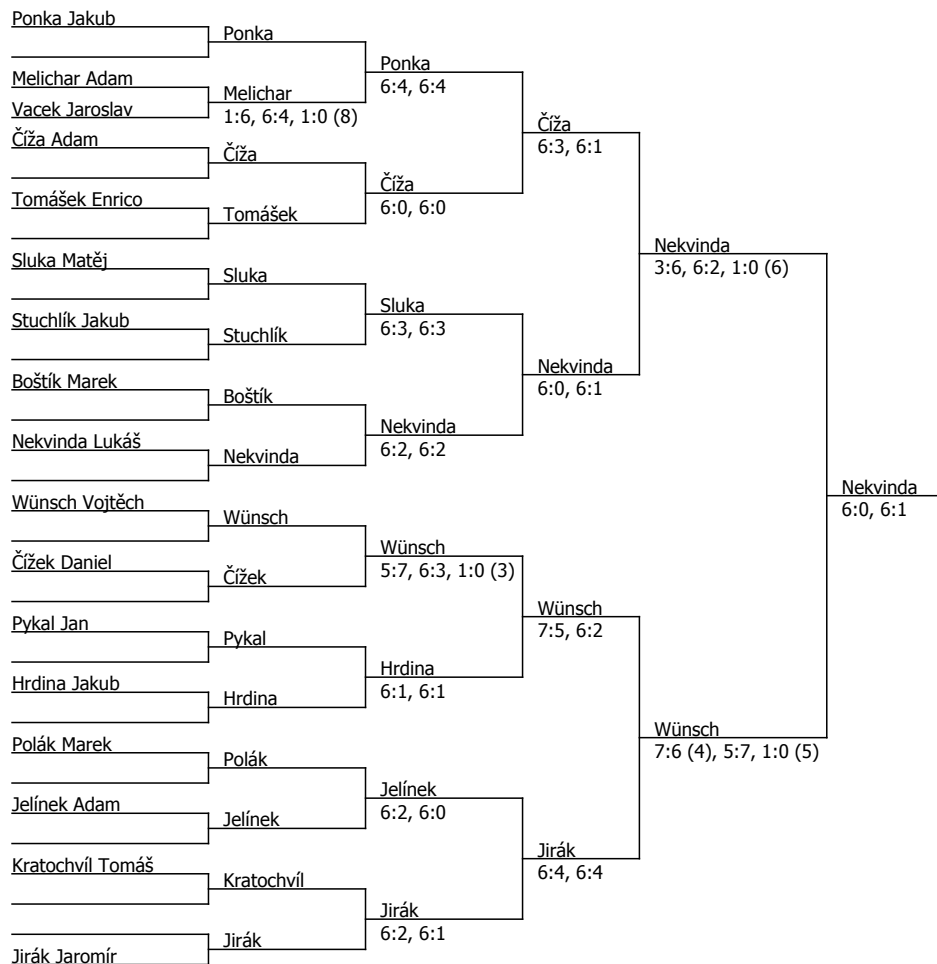 Ponka Jakub
Ponka
Ponka
6:4, 6:4
Melichar Adam
Melichar
1:6, 6:4, 1:0 (8)
Vacek Jaroslav
Číža
6:3, 6:1
Číža Adam
Číža
Číža
6:0, 6:0
Tomášek Enrico
Tomášek
Nekvinda
3:6, 6:2, 1:0 (6)
Sluka Matěj
Sluka
Sluka
6:3, 6:3
Stuchlík Jakub
Stuchlík
Nekvinda
6:0, 6:1
Boštík Marek
Boštík
Nekvinda
6:2, 6:2
Nekvinda Lukáš
Nekvinda
Nekvinda
6:0, 6:1
Wünsch Vojtěch
Wünsch
Wünsch
5:7, 6:3, 1:0 (3)
Čížek Daniel
Čížek
Wünsch
7:5, 6:2
Pykal Jan
Pykal
Hrdina
6:1, 6:1
Hrdina Jakub
Hrdina
Wünsch
7:6 (4), 5:7, 1:0 (5)
Polák Marek
Polák
Jelínek
6:2, 6:0
Jelínek Adam
Jelínek
Jirák
6:4, 6:4
Kratochvíl Tomáš
Kratochvíl
Jirák
6:2, 6:1
Jirák
Jirák Jaromír